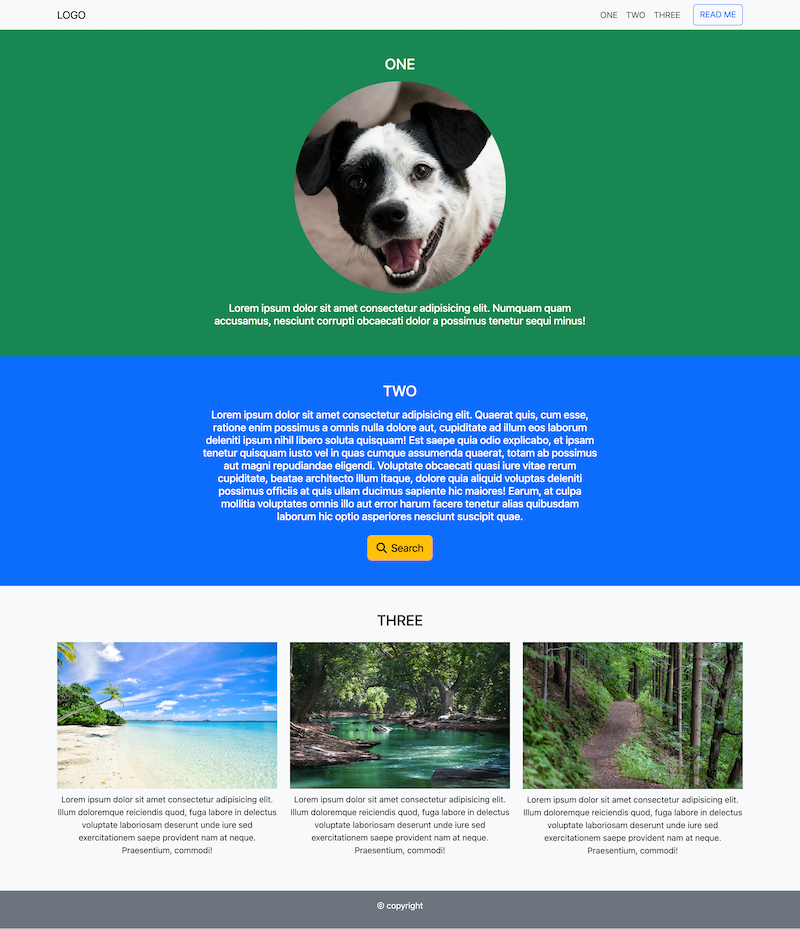 LOGO
ONE TWO THREE READ ME
ONE
Lorem ipsum dolor sit amet consectetur adipisicing elit. Numquam quam
accusamus, nesciunt corrupti obcaecati dolor a possimus tenetur sequi minus!
TWO
Lorem ipsum dolor sit amet consectetur adipisicing elit. Quaerat quis, cum esse,
ratione enim possimus a omnis nulla dolore aut, cupiditate ad illum eos laborum
deleniti ipsum nihil libero soluta quisquam! Est saepe quia odio explicabo, et ipsam
tenetur quisquam iusto vel in quas cumque assumenda quaerat, totam ab possimus
aut magni repudiandae eligendi. Voluptate obcaecati quasi iure vitae rerum
cupiditate, beatae architecto illum itaque, dolore quia aliquid voluptas deleniti
possimus officiis at quis ullam ducimus sapiente hic maiores! Earum, at culpa
mollitia voluptates omnis illo aut error harum facere tenetur alias quibusdam
laborum hic optio asperiores nesciunt suscipit quae.
Search
THREE
Lorem ipsum dolor sit amet consectetur adipisicing elit.
Illum doloremque reiciendis quod, fuga labore in delectus
voluptate laboriosam deserunt unde iure sed
exercitationem saepe provident nam at neque.
Praesentium, commodi!
Lorem ipsum dolor sit amet consectetur adipisicing elit.
Illum doloremque reiciendis quod, fuga labore in delectus
voluptate laboriosam deserunt unde iure sed
exercitationem saepe provident nam at neque.
Praesentium, commodi!
Lorem ipsum dolor sit amet consectetur adipisicing elit.
Illum doloremque reiciendis quod, fuga labore in delectus
voluptate laboriosam deserunt unde iure sed
exercitationem saepe provident nam at neque.
Praesentium, commodi!
© copyright